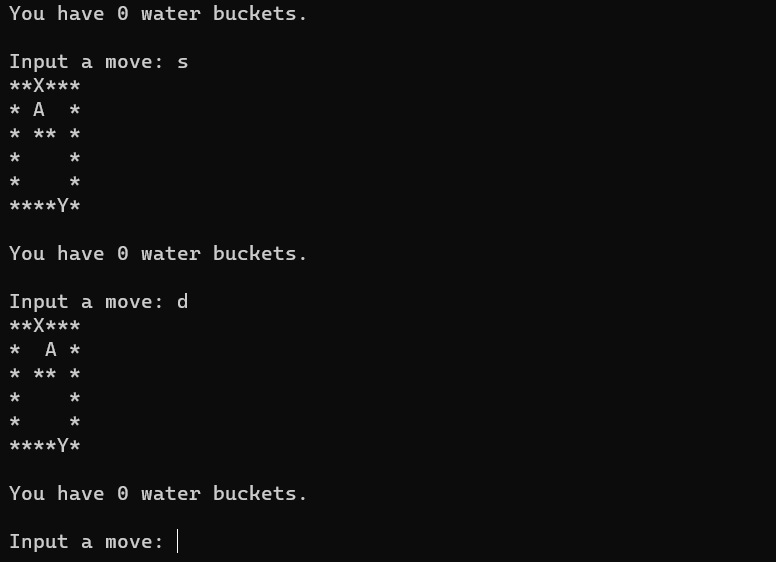 You have 0 water buckets.

Input a move: s
**X***
* A  *
* ** *
*    *
*    *
****Y*

You have 0 water buckets.

Input a move: d
**X***
*  A *
* ** *
*    *
*    *
****Y*

You have 0 water buckets.

Input a move: